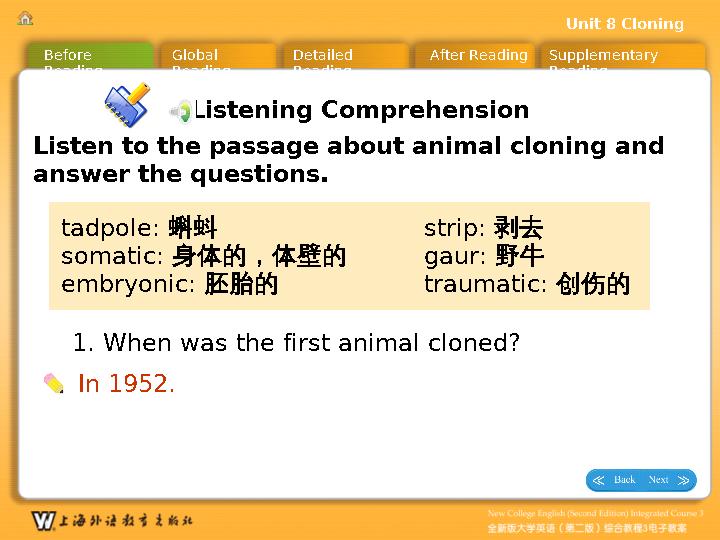 Unit 8 Cloning
Before Reading
Global Reading
Detailed Reading
After Reading
Supplementary Reading
Listening Comprehension
Listen to the passage about animal cloning and
answer the questions.
tadpole: 蝌蚪
strip: 剥去
somatic: 身体的，体壁的
gaur: 野牛
embryonic: 胚胎的
traumatic: 创伤的
1. When was the first animal cloned?
In 1952.
Back Next
New College English (Second Edition) Integrated Course 3
上海外语教育出版社
全新版大学英语（第二版）综合教程3电子教案